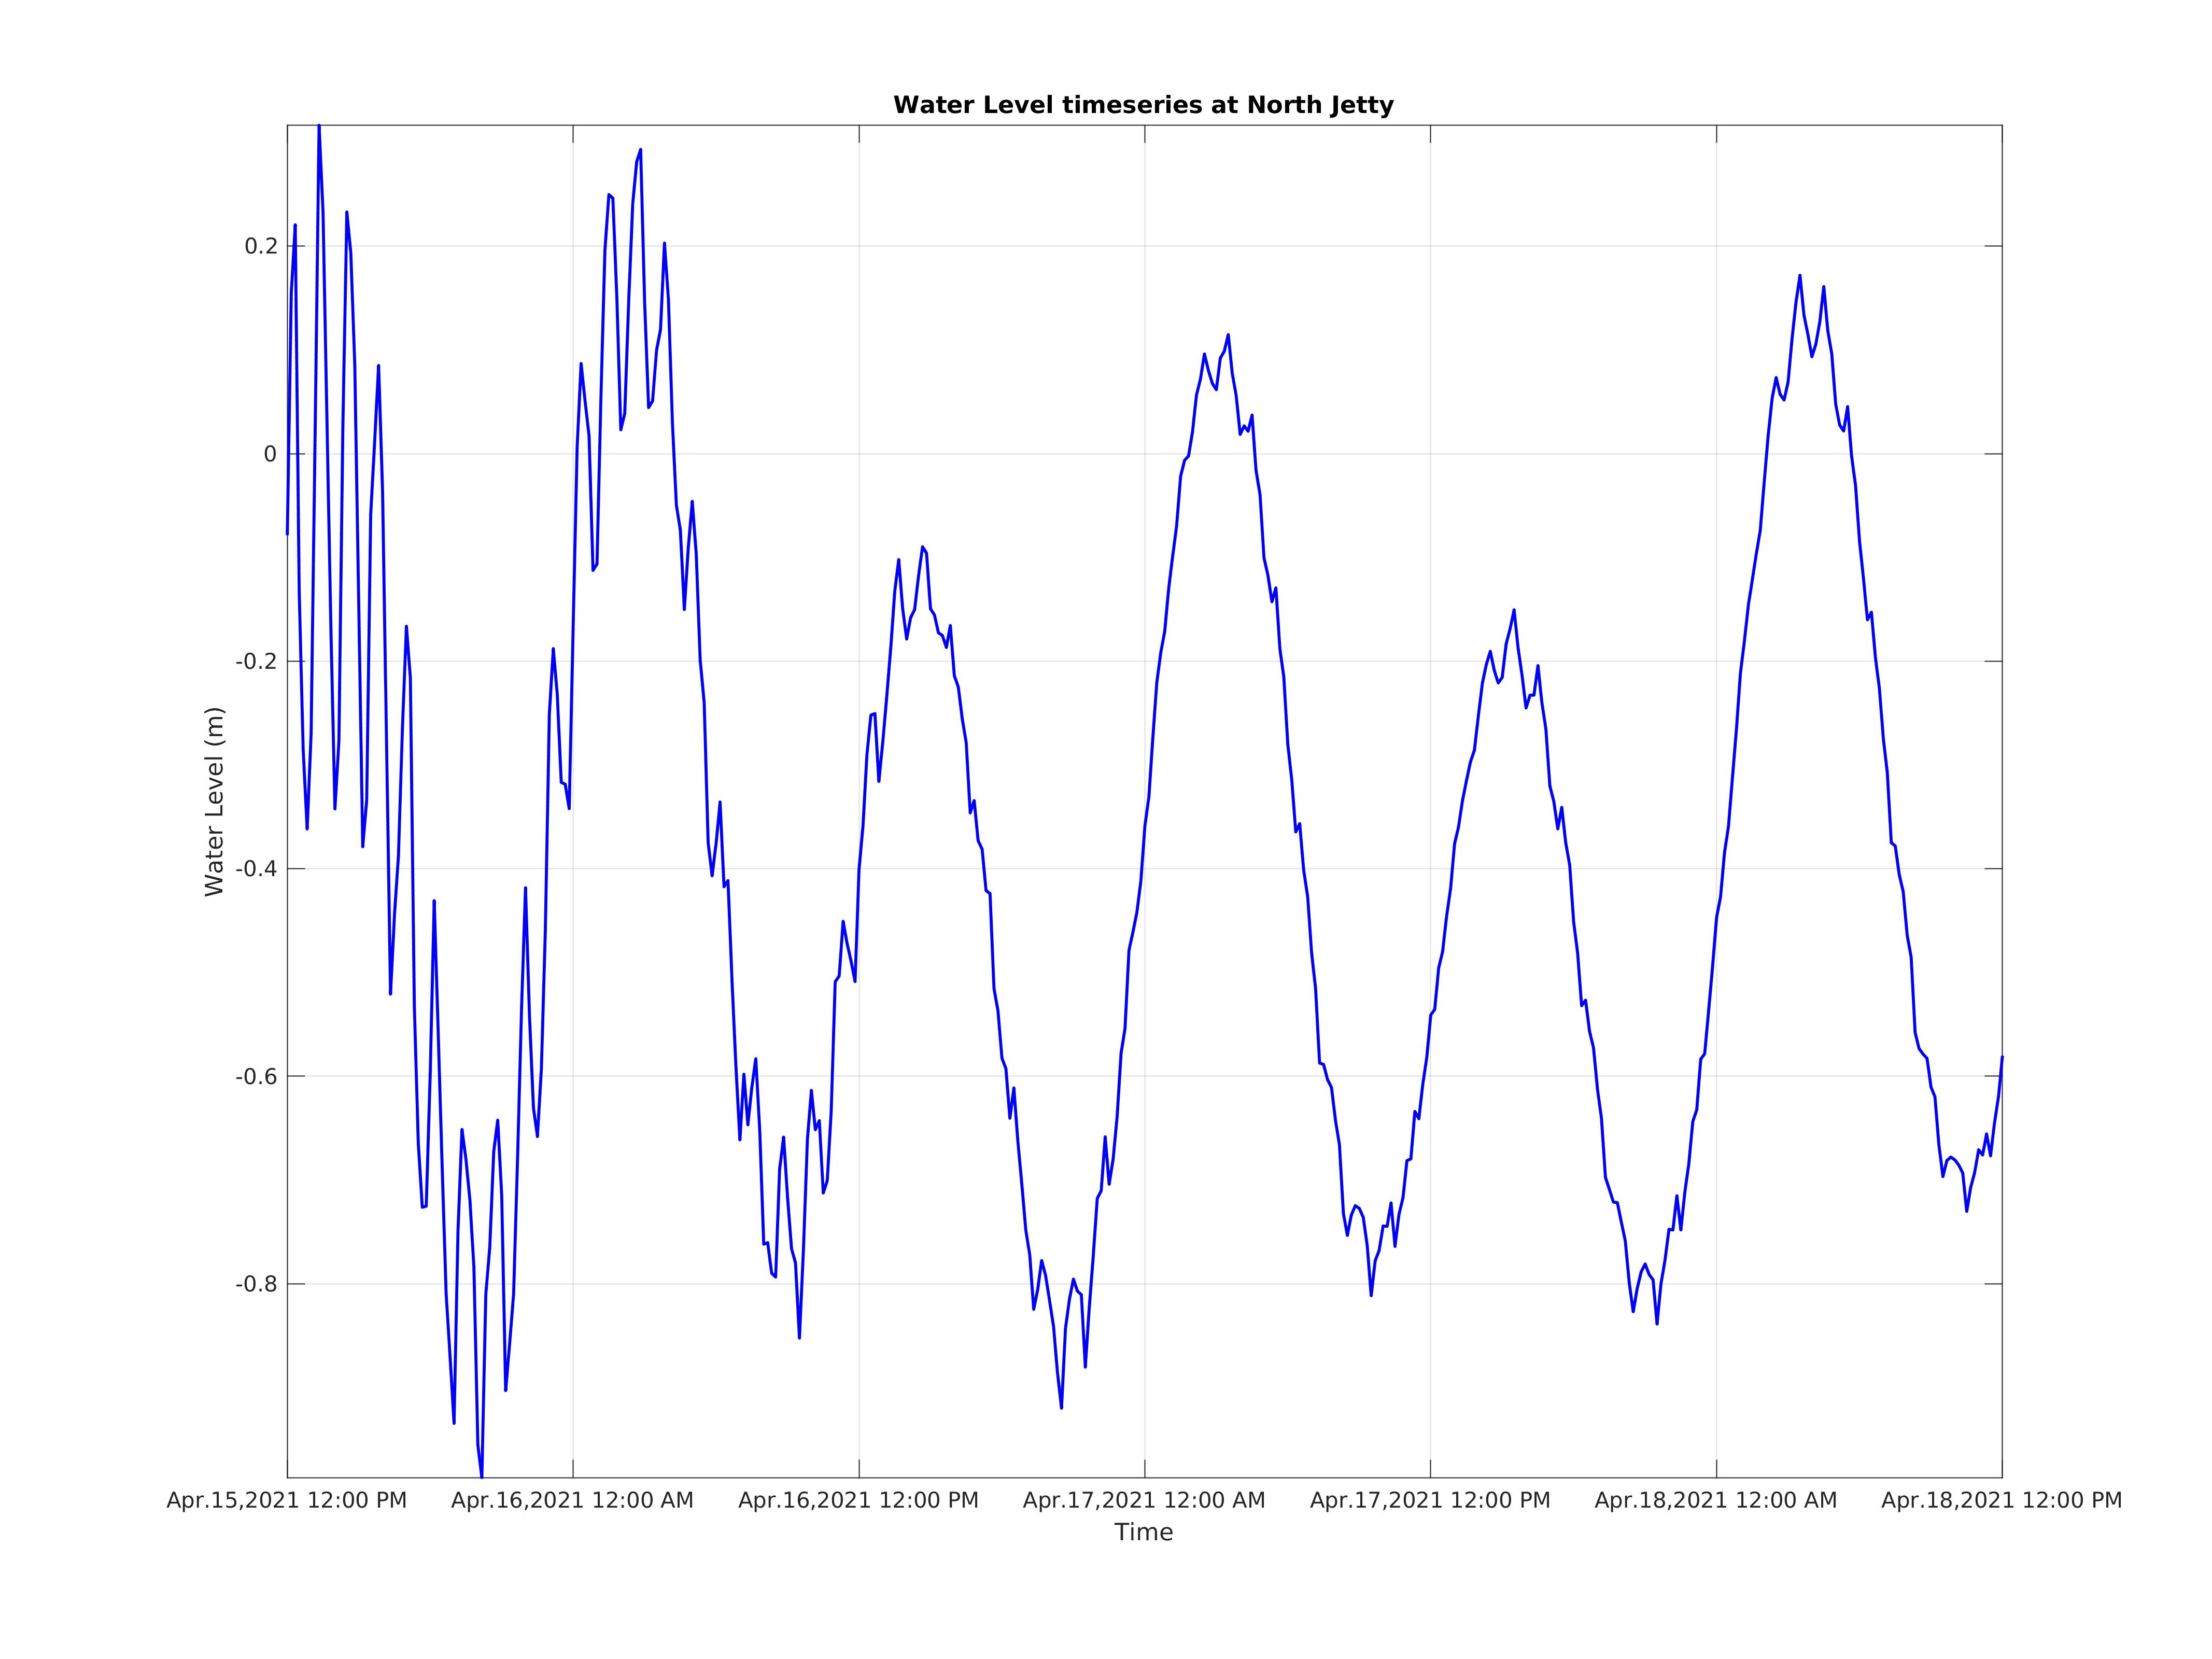 Water Level timeseries at North Jetty
0.2
0
-0.2
-0.4
-0.6
-0.8
Water Level (m)
Apr.15,2021 12:00 PM Apr.16,2021 12:00 AM Apr.16,2021 12:00 PM Apr.17,2021 12:00 AM Apr.17,2021 12:00 PM Apr.18,2021 12:00 AM Apr.18,2021 12:00 PM
Time